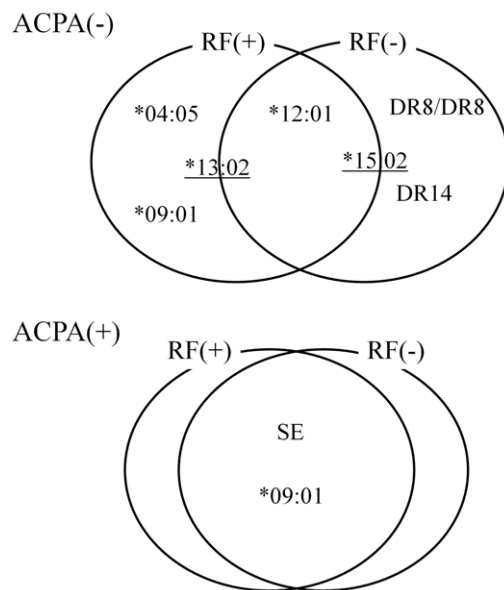 ACPA(-)
RF(+) RF(-)
*04:05 *12:01 DR8/DR8
*13:02 *15:02
*09:01 DR14
ACPA(+)
RF(+) RF(-)
SE
*09:01